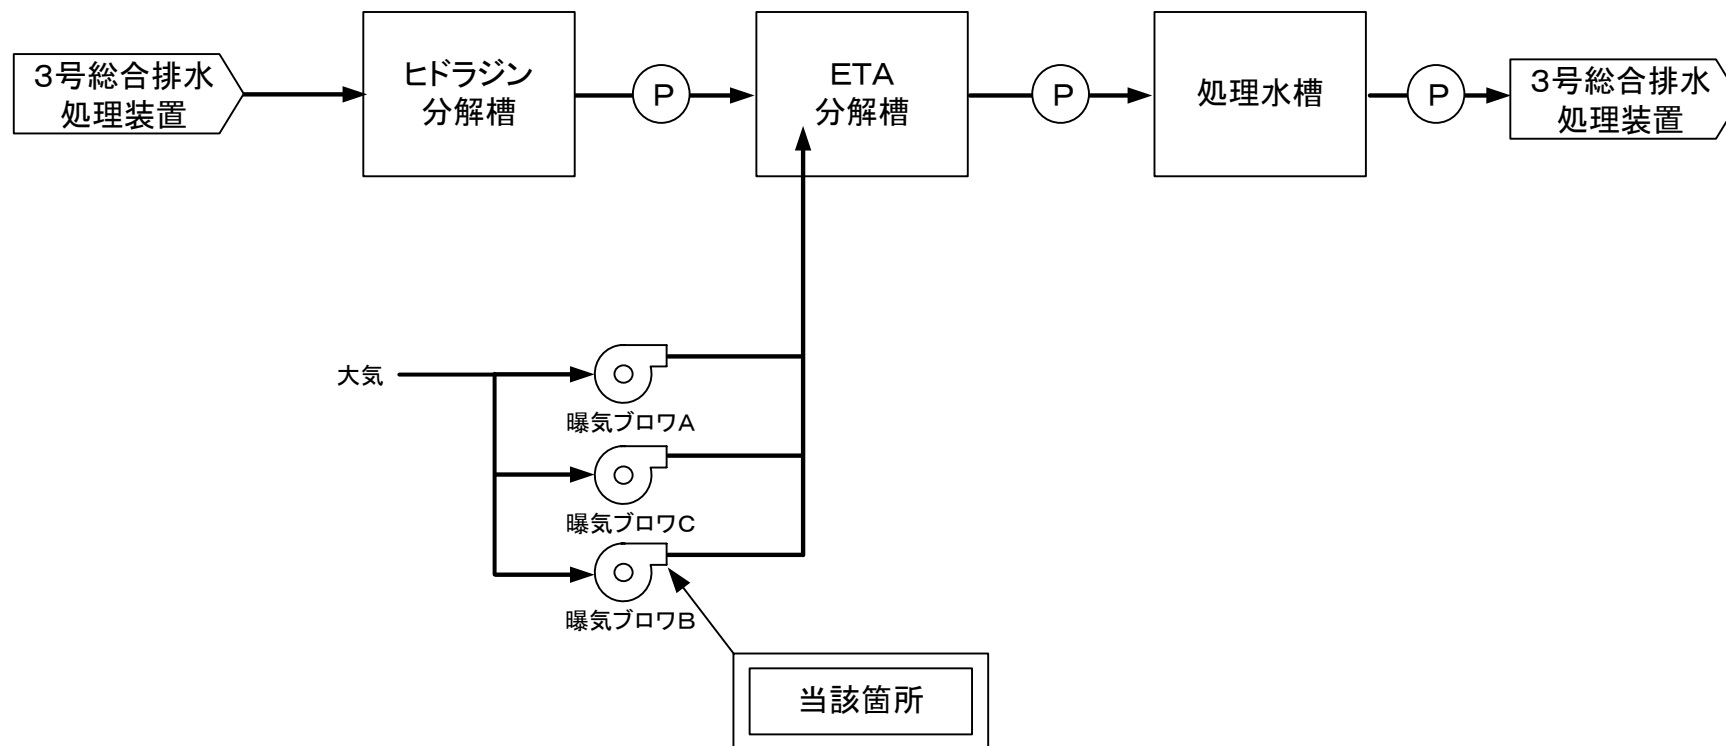 3号総合排水
処理装置
ヒドラジン
分解槽
P
ETA
分解槽
P
処理水槽
P
3号総合排水
処理装置
大気
曝気ブロワA
曝気ブロワC
曝気ブロワB
当該箇所